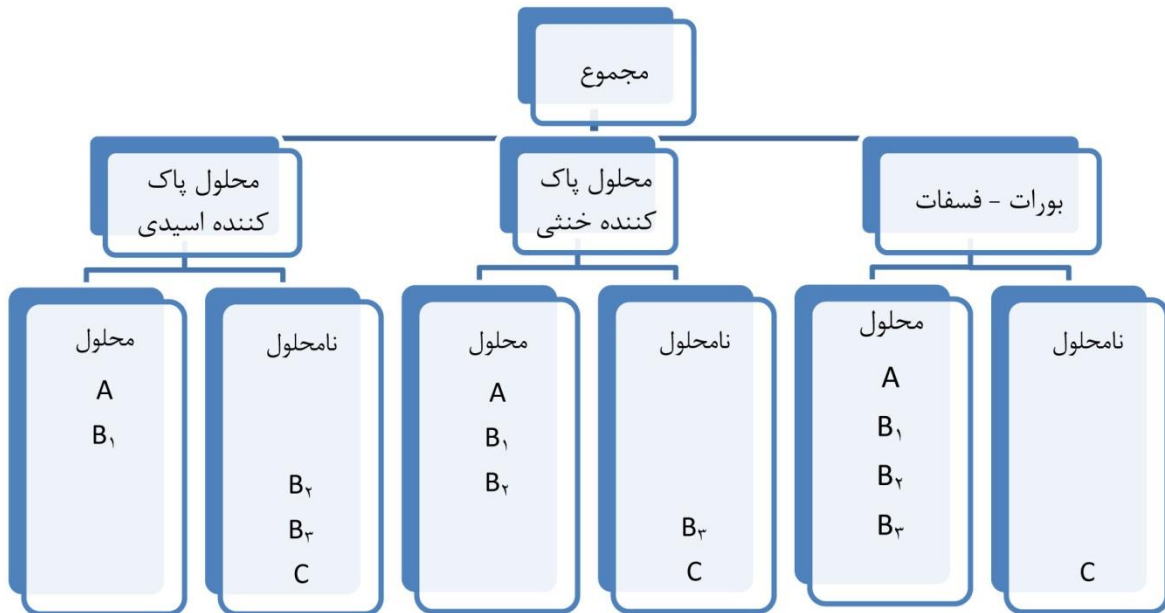 مجموع
بورات - فسفات
محلول پاک
کننده خنثی
محلول پاک
کننده اسیدی
نامحلول
C
محلول
A
B۱
B۲
B۳
نامحلول
B۳
C
محلول
A
B۱
B۲
نامحلول
B۲
B۳
C
محلول
A
B۱